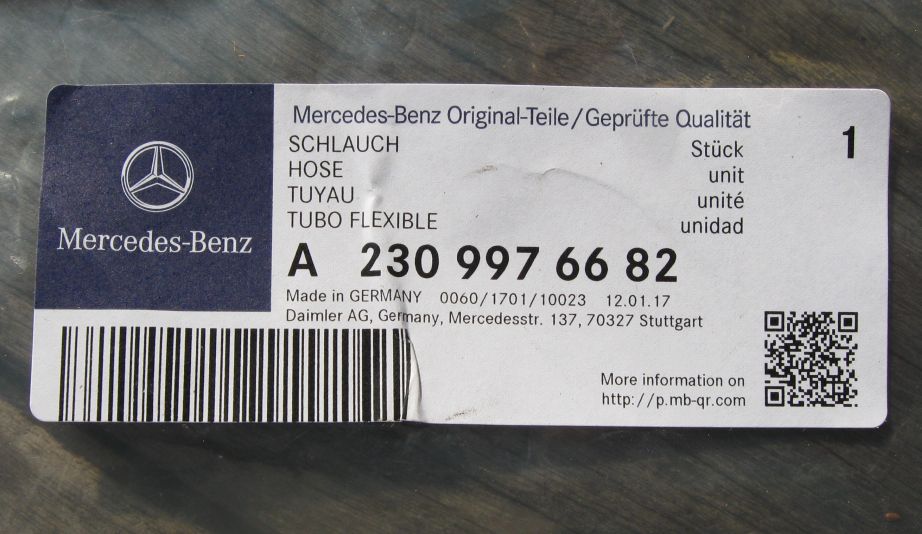 Mercedes-Benz
Mercedes-Benz Original-Teile/Geprüfte Qualität
SCHLAUCH Stück 1
HOSE unit
TUYAU unité
TUBO FLEXIBLE unidad
A 230 997 66 82
Made in GERMANY 0060/1701/10023 12.01.17
Daimler AG, Germany, Mercedesstr. 137, 70327 Stuttgart
More information on
http://p.mb-qr.com